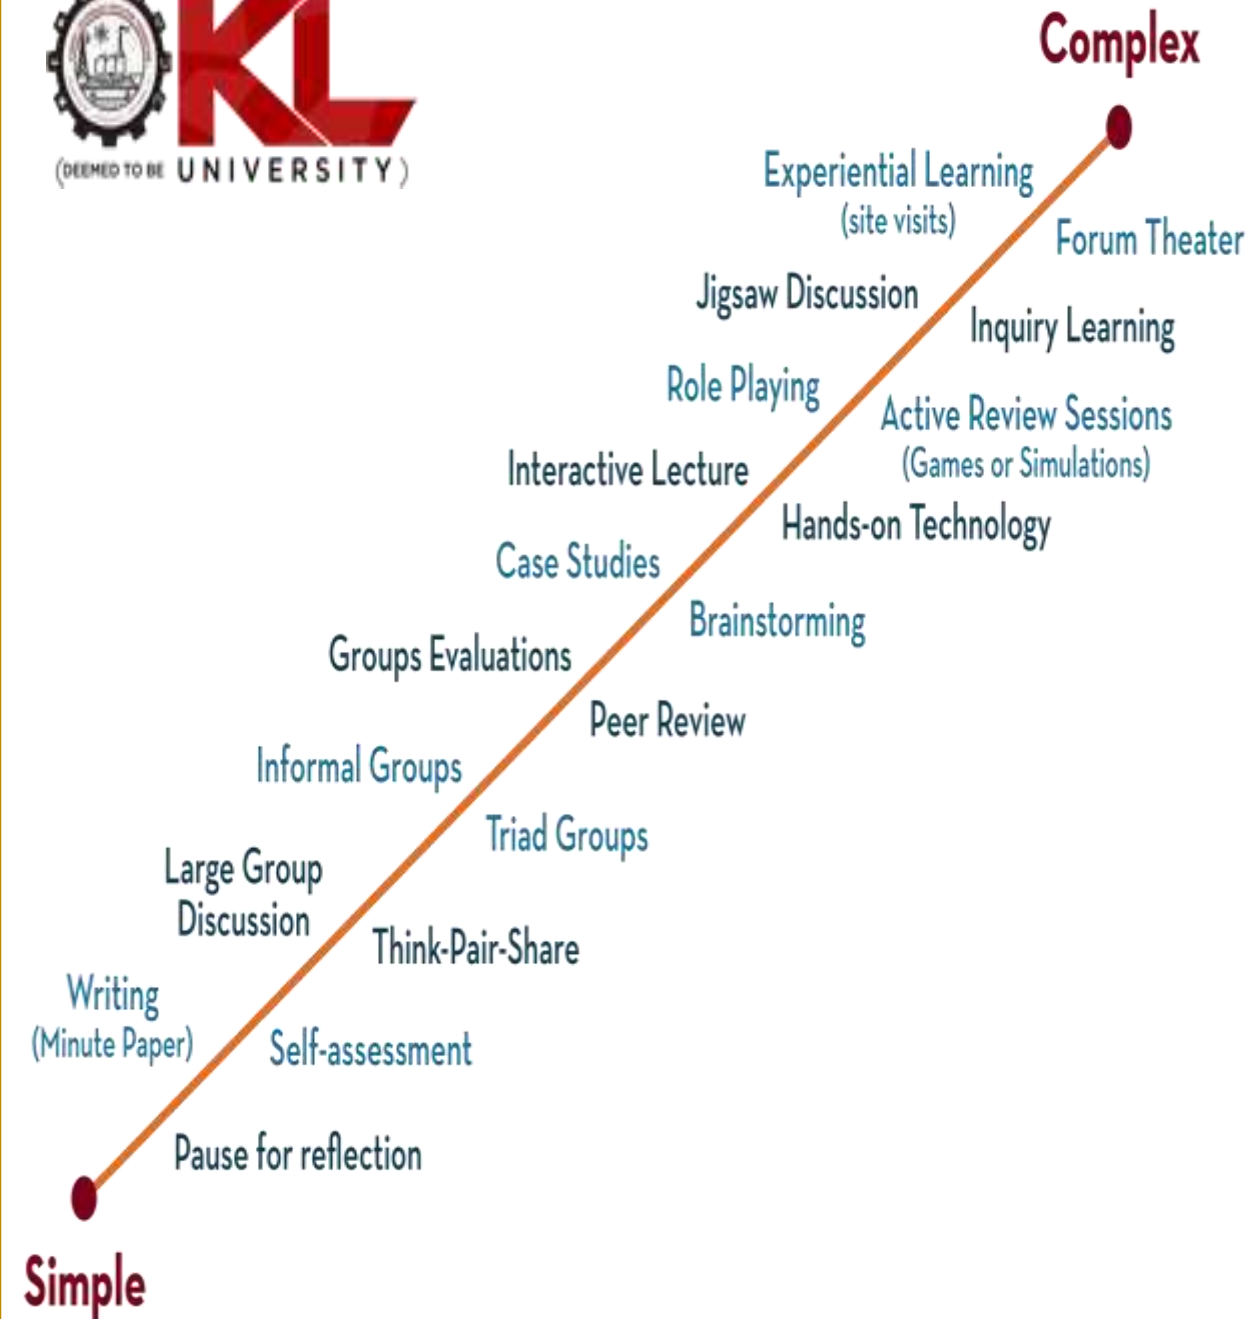 KL
(DEEMED TO BE UNIVERSITY)
Complex
Experiential Learning
(site visits)
Forum Theater
Jigsaw Discussion
Inquiry Learning
Role Playing
Active Review Sessions
(Games or Simulations)
Interactive Lecture
Hands-on Technology
Case Studies
Brainstorming
Groups Evaluations
Peer Review
Informal Groups
Triad Groups
Large Group
Discussion
Think-Pair-Share
Writing
(Minute Paper)
Self-assessment
Pause for reflection
Simple